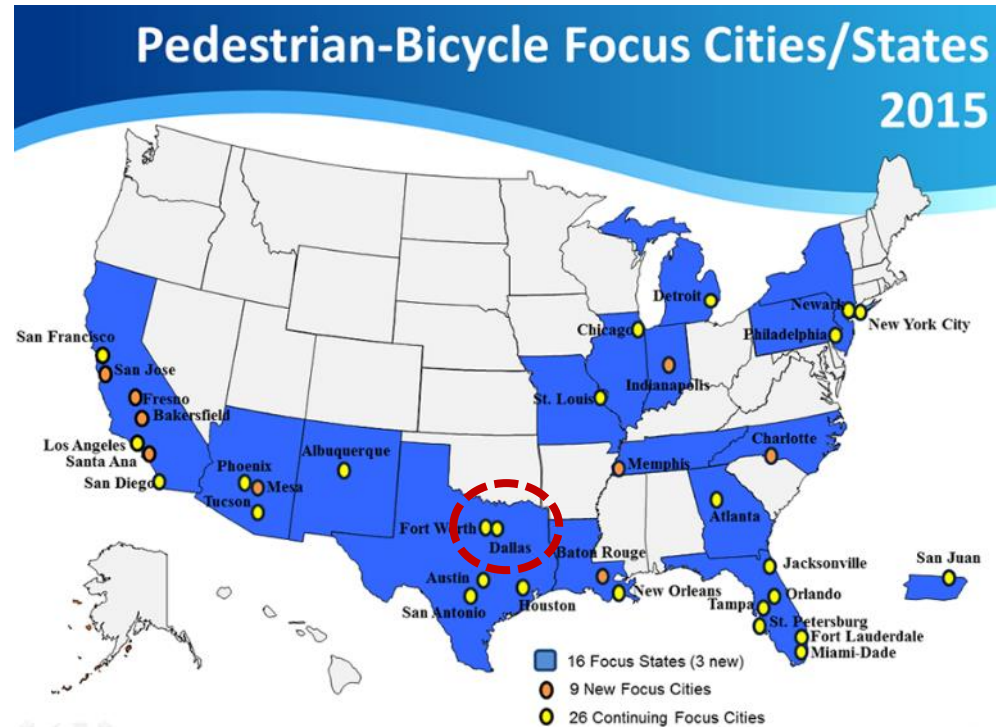 Pedestrian-Bicycle Focus Cities/States
2015
Detroit
Newark
New York City
Chicago
Philadelphia
San Francisco
San Jose
Indianapolis
St. Louis
Fresno
Bakersfield
Charlotte
Los Angeles
Albuquerque
Memphis
Santa Ana
Phoenix
Mesa
San Diego
Tucson
Atlanta
Fort Worth
Dallas
Baton Rouge
San Juan
Jacksonville
Austin
New Orleans
Orlando
San Antonio
Houston
Tampa
St. Petersburg
Fort Lauderdale
Miami-Dade
16 Focus States (3 new)
9 New Focus Cities
26 Continuing Focus Cities